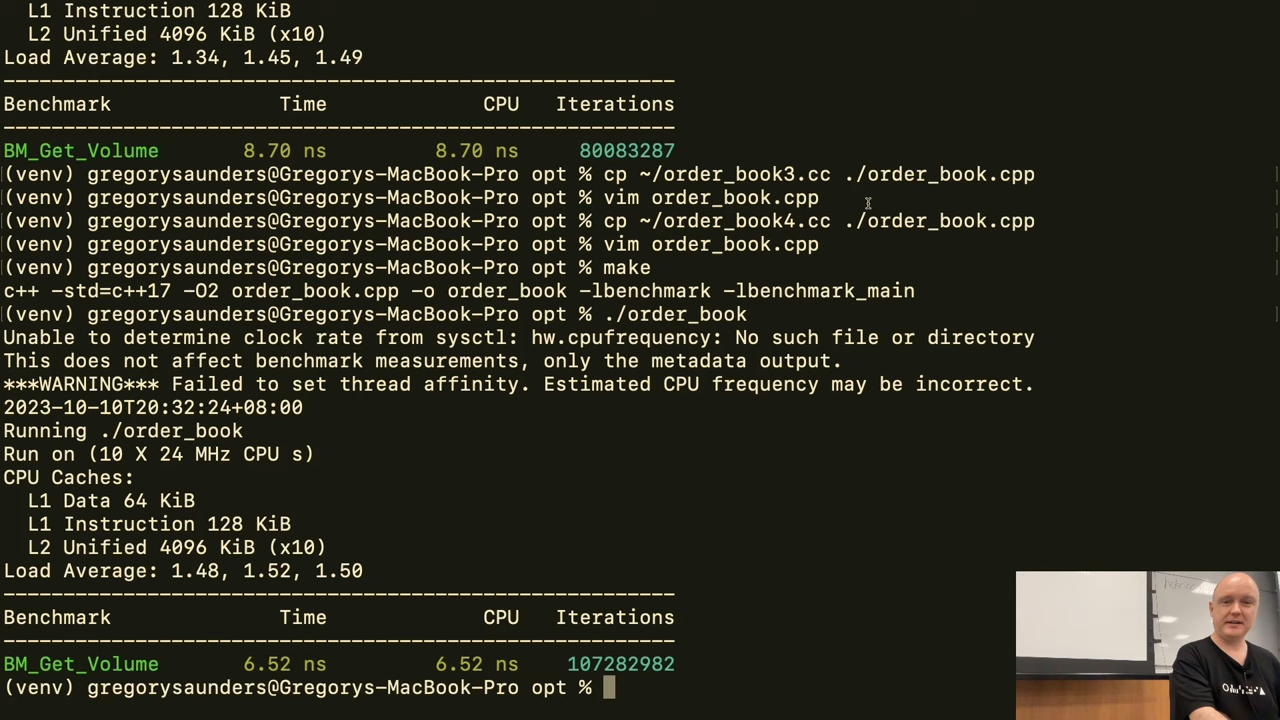 L1 Instruction 128 KiB
L2 Unified 4096 KiB (x10)
Load Average: 1.34, 1.45, 1.49
Benchmark Time CPU Iterations
BM_Get_Volume 8.70 ns 8.70 ns 80083287
(venv) gregorysaunders@Gregorys-MacBook-Pro opt % cp ~/order_book3.cc ./order_book.cpp
(venv) gregorysaunders@Gregorys-MacBook-Pro opt % vim order_book.cpp
(venv) gregorysaunders@Gregorys-MacBook-Pro opt % cp ~/order_book4.cc ./order_book.cpp
(venv) gregorysaunders@Gregorys-MacBook-Pro opt % vim order_book.cpp
(venv) gregorysaunders@Gregorys-MacBook-Pro opt % make
c++ -std=c++17 -O2 order_book.cpp -o order_book -lbenchmark -lbenchmark_main
(venv) gregorysaunders@Gregorys-MacBook-Pro opt % ./order_book
Unable to determine clock rate from sysctl: hw.cpufrequency: No such file or directory
This does not affect benchmark measurements, only the metadata output.
***WARNING*** Failed to set thread affinity. Estimated CPU frequency may be incorrect.
2023-10-10T20:32:24+08:00
Running ./order_book
Run on (10 X 24 MHz CPU s)
CPU Caches:
L1 Data 64 KiB
L1 Instruction 128 KiB
L2 Unified 4096 KiB (x10)
Load Average: 1.48, 1.52, 1.50
Benchmark Time CPU Iterations
BM_Get_Volume 6.52 ns 6.52 ns 107282982
(venv) gregorysaunders@Gregorys-MacBook-Pro opt %